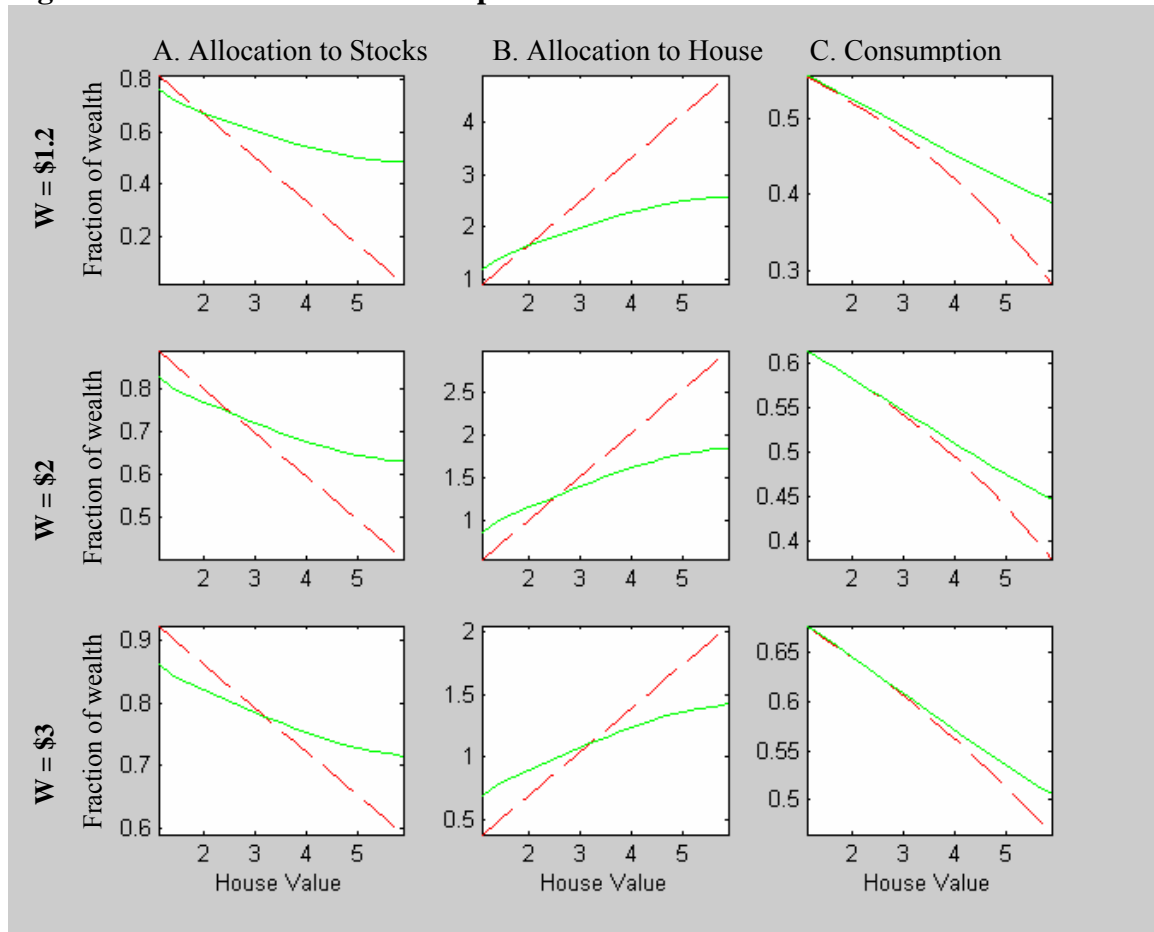 A. Allocation to Stocks B. Allocation to House C. Consumption
W = $1.2
Fraction of wealth
0.8
0.6
0.4
0.2
2 3 4 5
4
3
2
1
2 3 4 5
0.5
0.4
0.3
2 3 4 5
W = $2
Fraction of wealth
0.8
0.7
0.6
0.5
2 3 4 5
2.5
2
1.5
1
2 3 4 5
0.6
0.55
0.5
0.45
0.4
2 3 4 5
W = $3
Fraction of wealth
0.9
0.8
0.7
0.6
2 3 4 5
House Value
2
1.5
1
0.5
2 3 4 5
House Value
0.65
0.6
0.55
0.5
2 3 4 5
House Value